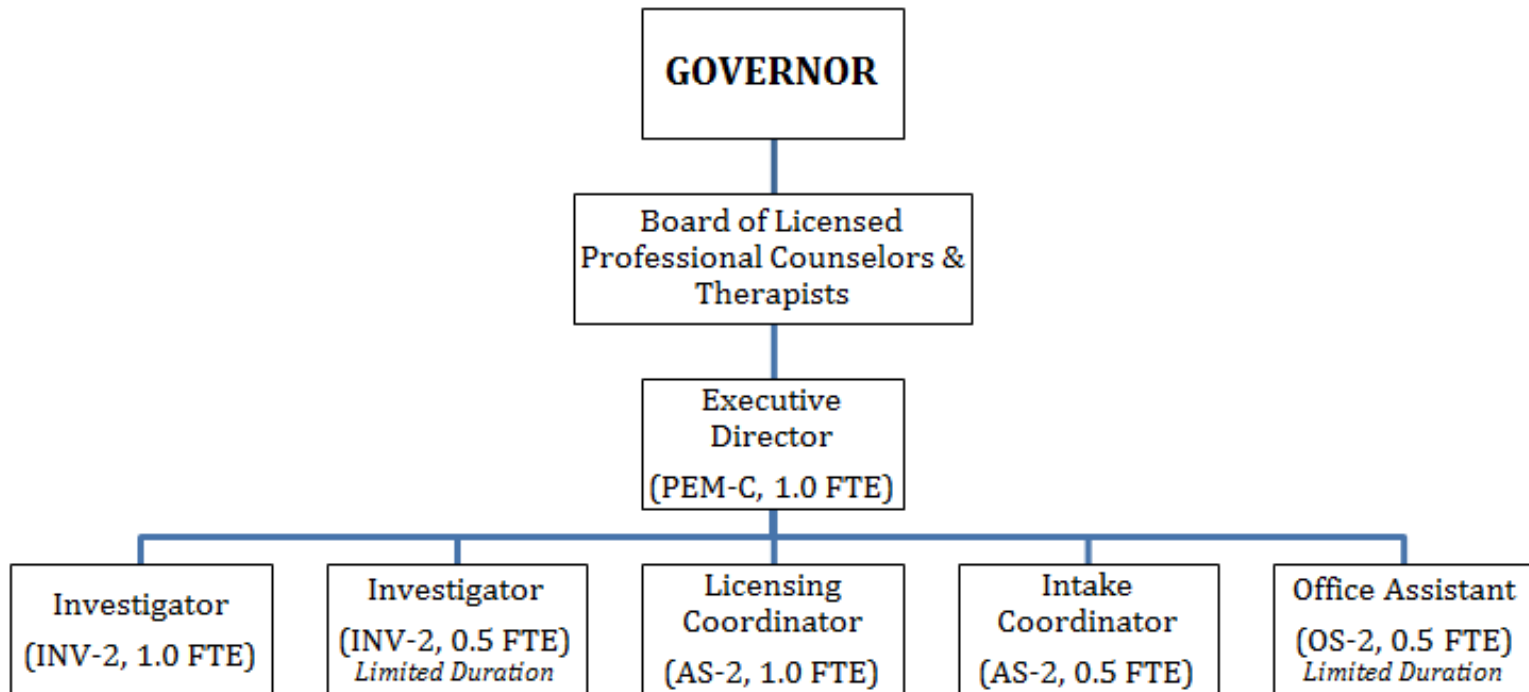 GOVERNOR
Board of Licensed
Professional Counselors &
Therapists
Executive
Director
(PEM-C, 1.0 FTE)
Investigator
(INV-2, 1.0 FTE)
Investigator
(INV-2, 0.5 FTE)
Limited Duration
Licensing
Coordinator
(AS-2, 1.0 FTE)
Intake
Coordinator
(AS-2, 0.5 FTE)
Office Assistant
(OS-2, 0.5 FTE)
Limited Duration